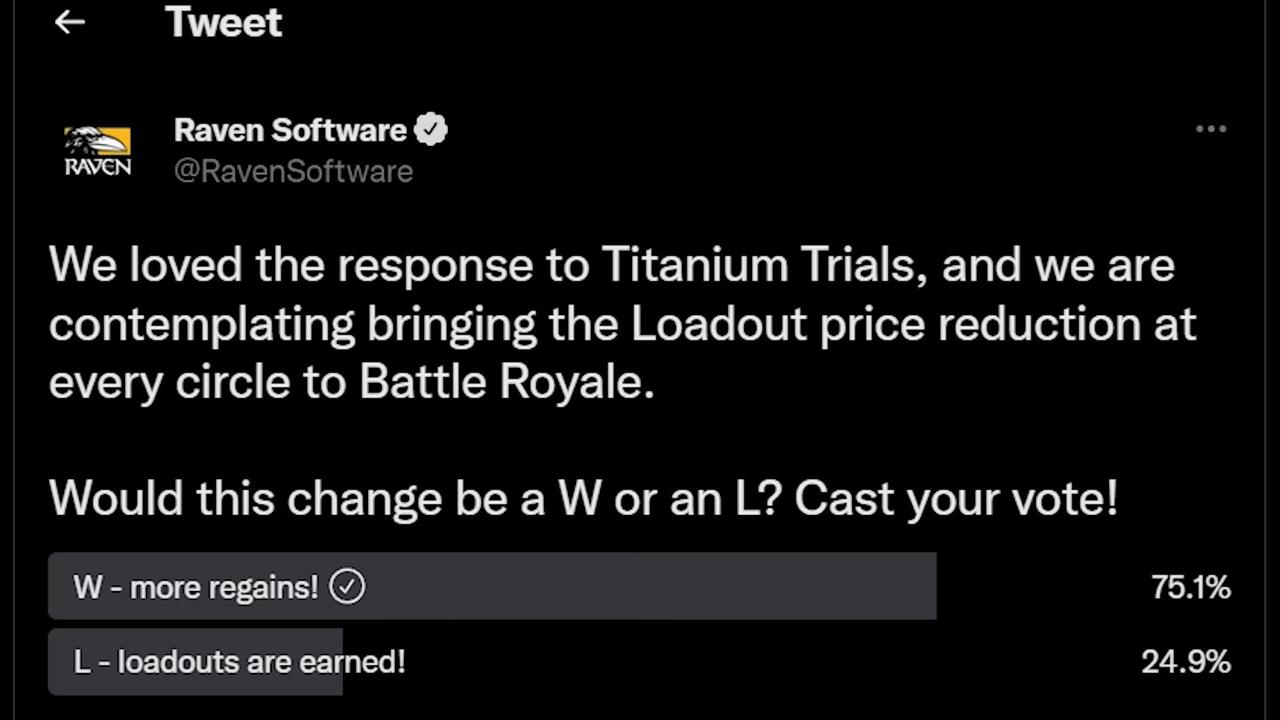 Tweet
Raven Software
RAVEN
@RavenSoftware
We loved the response to Titanium Trials, and we are
contemplating bringing the Loadout price reduction at
every circle to Battle Royale.
Would this change be a W or an L? Cast your vote!
W - more regains! 75.1%
L - loadouts are earned! 24.9%